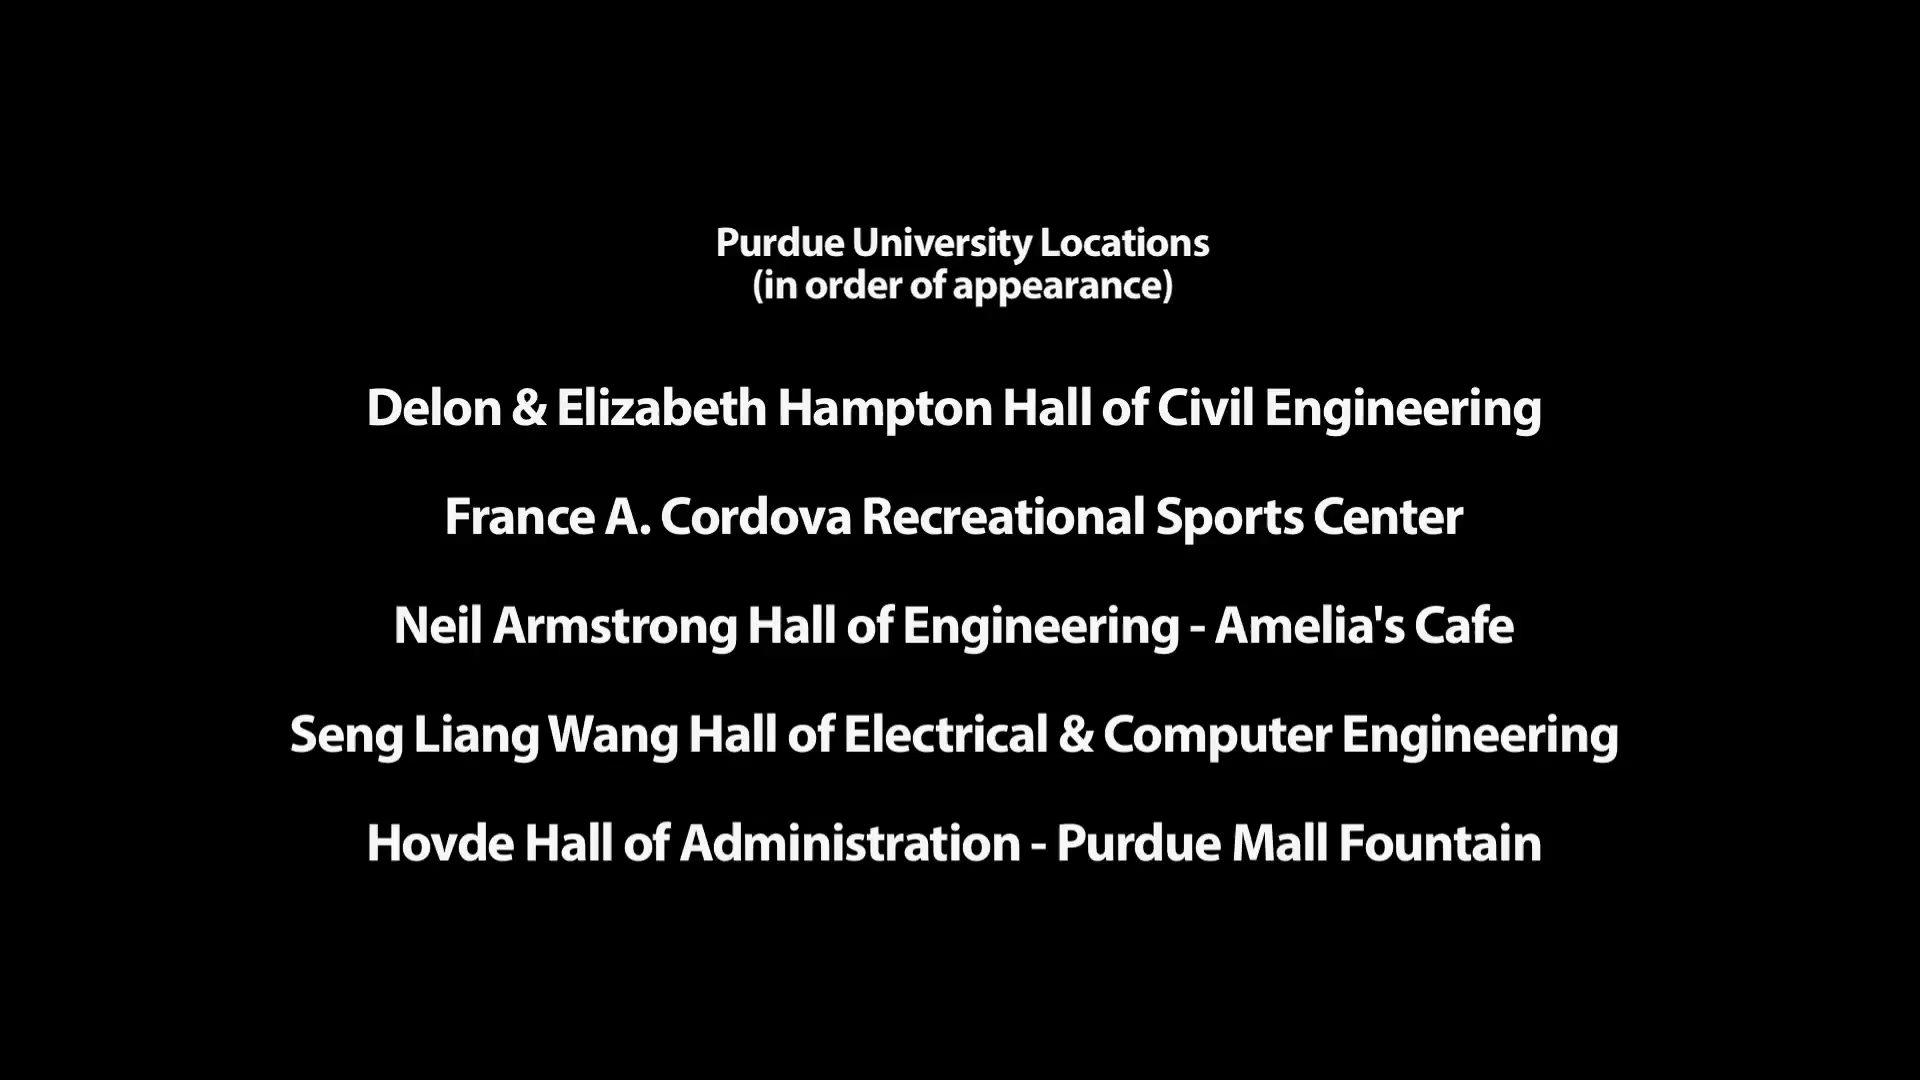 Purdue University Locations
(in order of appearance)
Delon & Elizabeth Hampton Hall of Civil Engineering
France A. Cordova Recreational Sports Center
Neil Armstrong Hall of Engineering - Amelia's Cafe
Seng Liang Wang Hall of Electrical & Computer Engineering
Hovde Hall of Administration - Purdue Mall Fountain